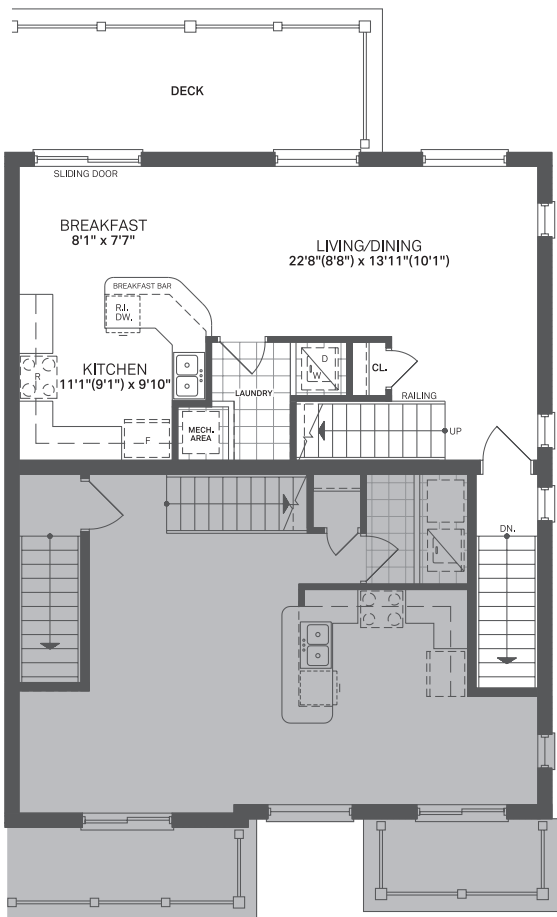 DECK
SLIDING DOOR
BREAKFAST
8'1" x 7'7"
LIVING/DINING
22'8"(8'8") x 13'11"(10'1")
BREAKFAST BAR
R.I.
DW.
KITCHEN
11'1"(9'1") x 9'10"
R
F
LAUNDRY
MECH.
AREA
D
W
CL.
RAILING
UP
DN.